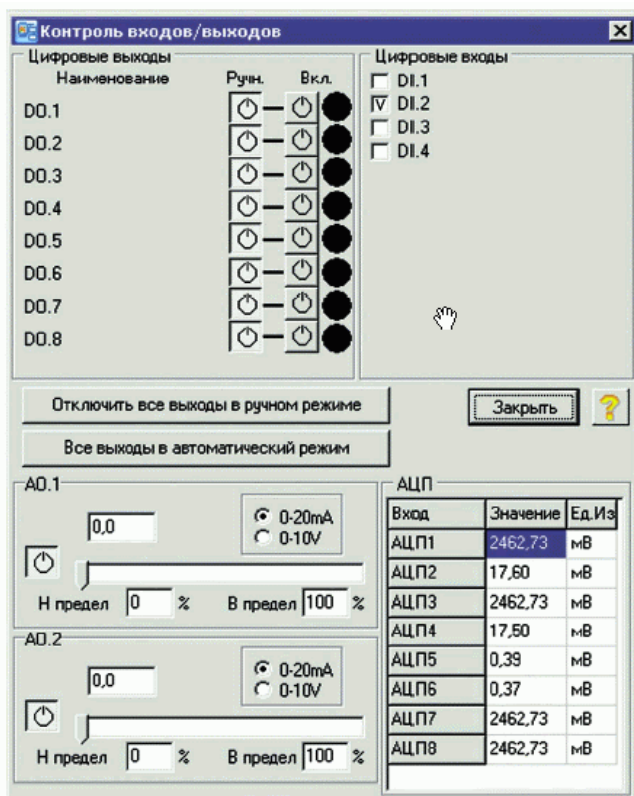 Контроль входов/выходов
Цифровые выходы
Наименование Ручн. Вкл.
DO.1
DO.2
DO.3
DO.4
DO.5
DO.6
DO.7
DO.8
Цифровые входы
DI.1
V DI.2
DI.3
DI.4
Отключить все выходы в ручном режиме
Закрыть ?
Все выходы в автоматический режим
AO.1
0,0
0-20mA
0-10V
Н предел 0 % В предел 100 %
AO.2
0,0
0-20mA
0-10V
Н предел 0 % В предел 100 %
АЦП
Вход Значение Ед.Из
АЦП1 2462,73 мВ
АЦП2 17,60 мВ
АЦП3 2462,73 мВ
АЦП4 17,50 мВ
АЦП5 0,39 мВ
АЦП6 0,37 мВ
АЦП7 2462,73 мВ
АЦП8 2462,73 мВ